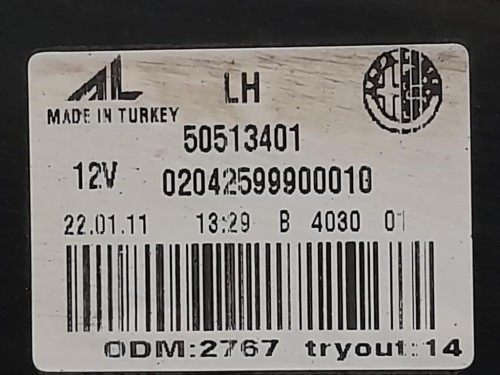 AL LH
MADE IN TURKEY
50513401
12V 02042599900010
22.01.11 13:29 B 4030 01
ODM:2767 tryout:14